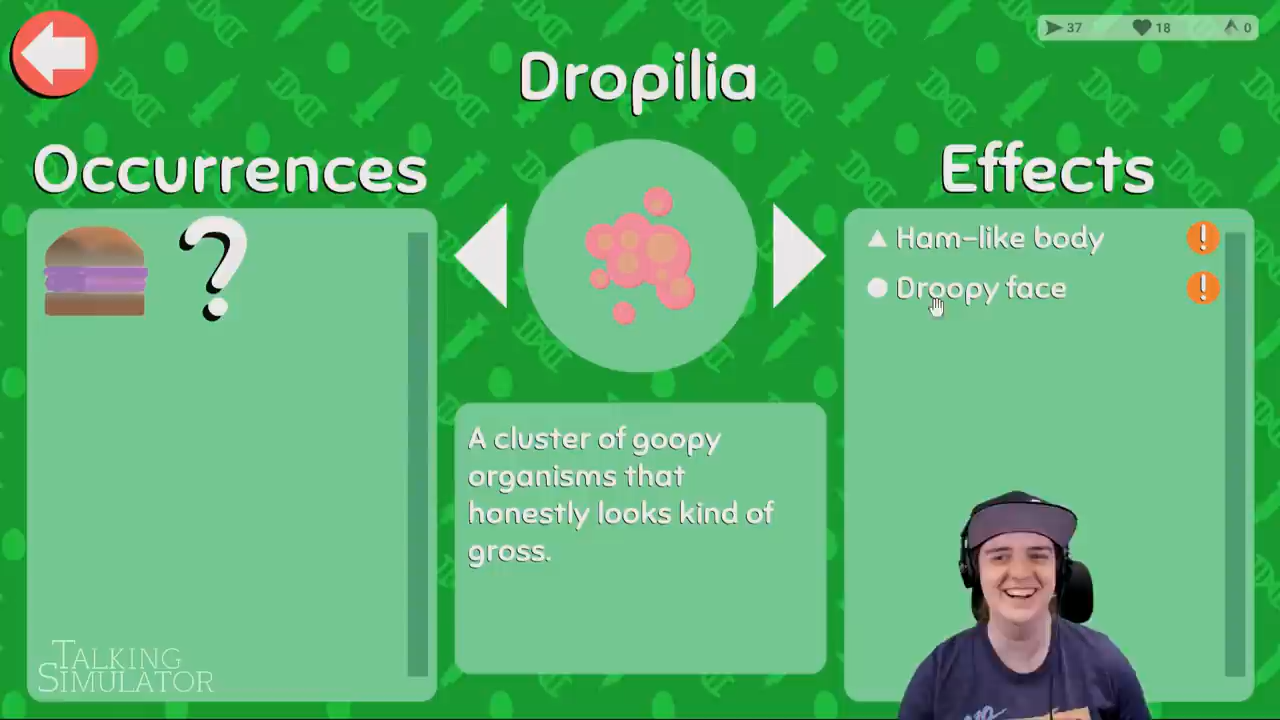 37 18 0
Dropilia
Occurrences
?
Effects
Ham-like body !
Droopy face !
A cluster of goopy
organisms that
honestly looks kind of
gross.
TALKING
SIMULATOR